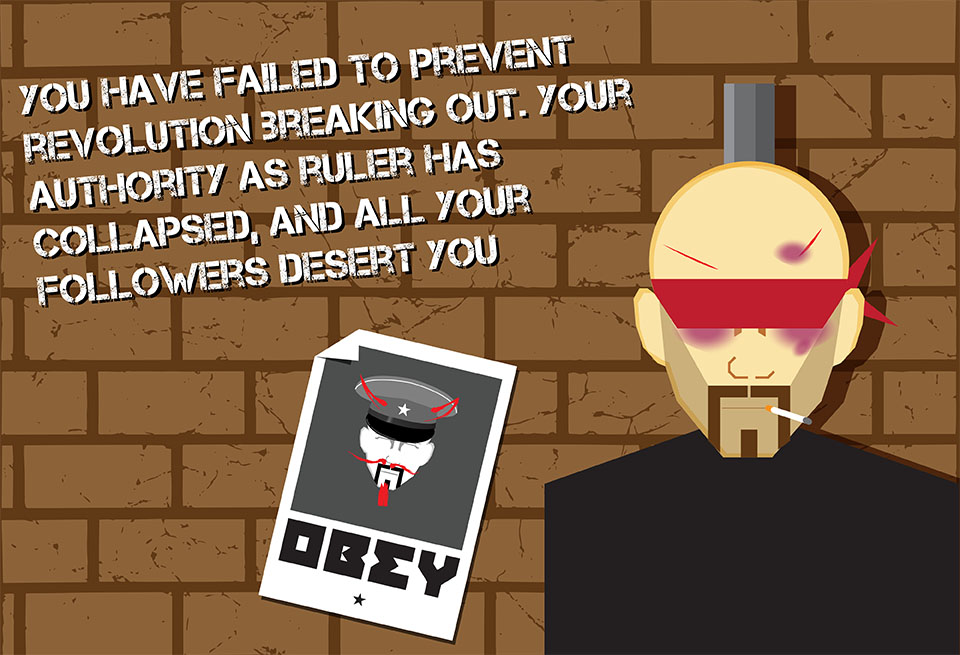 YOU HAVE FAILED TO PREVENT
REVOLUTION BREAKING OUT. YOUR
AUTHORITY AS RULER HAS
COLLAPSED, AND ALL YOUR
FOLLOWERS DESERT YOU
OBEY